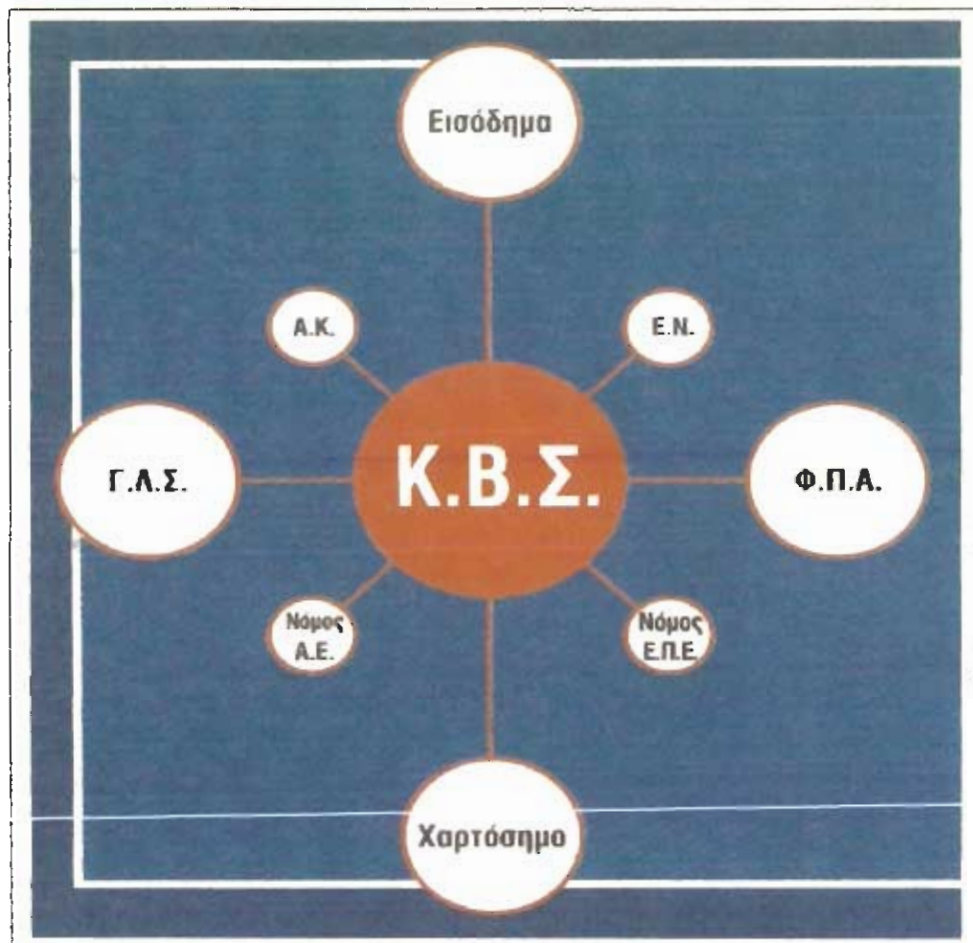 Εισόδημα
Α.Κ.
Ε.Ν.
Γ.Λ.Σ.
Κ.Β.Σ.
Φ.Π.Α.
Νόμος
Α.Ε.
Νόμος
Ε.Π.Ε
Χαρτόσημο